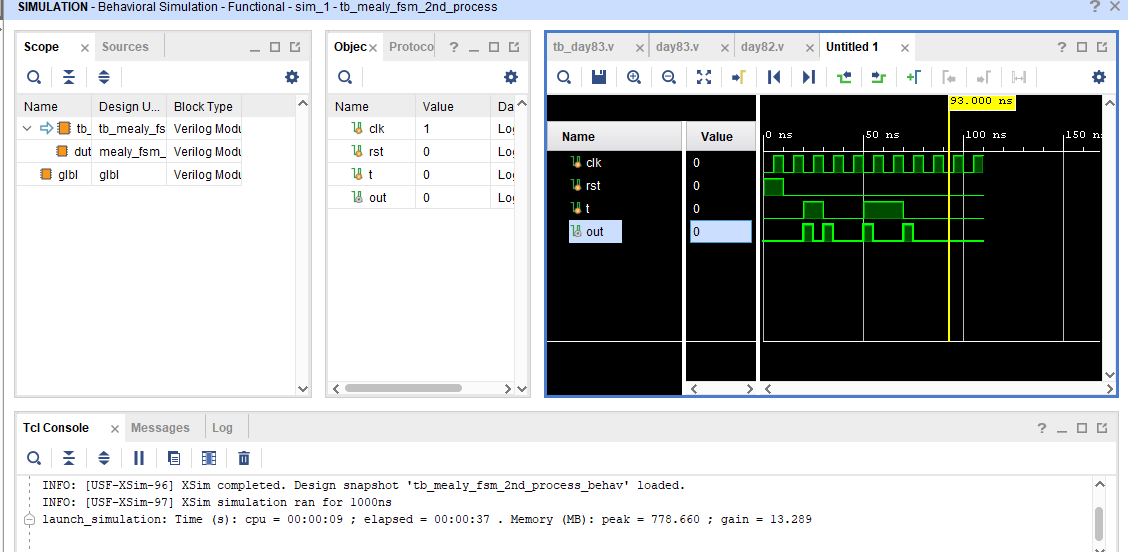 SIMULATION - Behavioral Simulation - Functional - sim_1 - tb_mealy_fsm_2nd_process
Scope
Sources
Name Design U... Block Type
tb_ tb_mealy_fs Verilog Modu
dut mealy_fsm_ Verilog Modu
glbl glbl Verilog Modu
Objec
Protoco
Name Value Da
clk 1 Log
rst 0 Log
t 0 Log
out 0 Log
tb_day83.v
day83.v
day82.v
Untitled 1
93.000 ns
Name Value
0 ns 50 ns 100 ns 150 n
clk 0
rst 0
t 0
out 0
Tcl Console
Messages
Log
INFO: [USF-XSim-96] XSim completed. Design snapshot 'tb_mealy_fsm_2nd_process_behav' loaded.
INFO: [USF-XSim-97] XSim simulation ran for 1000ns
launch_simulation: Time (s): cpu = 00:00:09 ; elapsed = 00:00:37 . Memory (MB): peak = 778.660 ; gain = 13.289